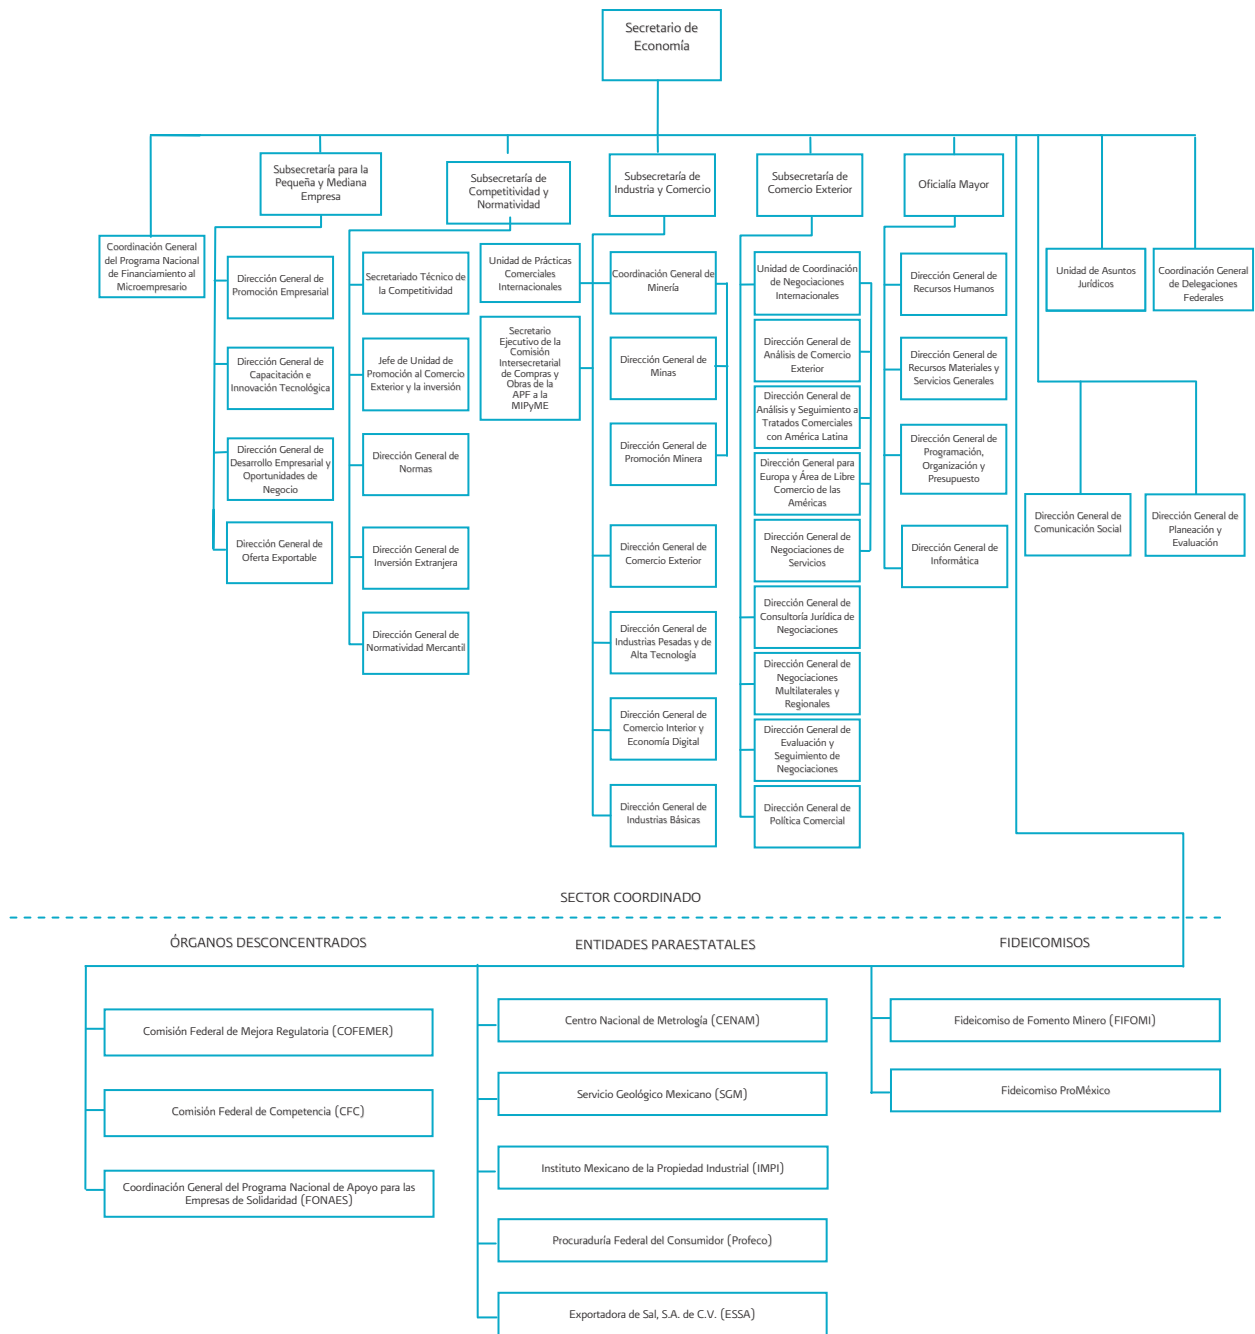 Secretario de
Economía
Subsecretaría para la
Pequeña y Mediana
Empresa
Subsecretaría de
Competitividad y
Normatividad
Subsecretaría de
Industria y Comercio
Subsecretaría de
Comercio Exterior
Oficialía Mayor
Coordinación General
del Programa Nacional
de Financiamiento al
Microempresario
Dirección General de
Promoción Empresarial
Dirección General de
Capacitación e
Innovación Tecnológica
Dirección General de
Desarrollo Empresarial y
Oportunidades de
Negocio
Dirección General de
Oferta Exportable
Secretariado Técnico de
la Competitividad
Jefe de Unidad de
Promoción al Comercio
Exterior y la inversión
Dirección General de
Normas
Dirección General de
Inversión Extranjera
Dirección General de
Normatividad Mercantil
Unidad de Prácticas
Comerciales
Internacionales
Secretario
Ejecutivo de la
Comisión
Intersecretarial
de Compras y
Obras de la
APF a la
MIPyME
Coordinación General de
Minería
Dirección General de
Minas
Dirección General de
Promoción Minera
Dirección General de
Comercio Exterior
Dirección General de
Industrias Pesadas y de
Alta Tecnología
Dirección General de
Comercio Interior y
Economía Digital
Dirección General de
Industrias Básicas
Unidad de Coordinación
de Negociaciones
Internacionales
Dirección General de
Análisis de Comercio
Exterior
Dirección General de
Análisis y Seguimiento a
Tratados Comerciales
con América Latina
Dirección General para
Europa y Área de Libre
Comercio de las
Américas
Dirección General de
Negociaciones de
Servicios
Dirección General de
Consultoría Jurídica de
Negociaciones
Dirección General de
Negociaciones
Multilaterales y
Regionales
Dirección General de
Evaluación y
Seguimiento de
Negociaciones
Dirección General de
Política Comercial
Dirección General de
Recursos Humanos
Dirección General de
Recursos Materiales y
Servicios Generales
Dirección General de
Programación,
Organización y
Presupuesto
Dirección General de
Informática
Unidad de Asuntos
Jurídicos
Coordinación General
de Delegaciones
Federales
Dirección General de
Comunicación Social
Dirección General de
Planeación y
Evaluación
SECTOR COORDINADO
ÓRGANOS DESCONCENTRADOS
Comisión Federal de Mejora Regulatoria (COFEMER)
Comisión Federal de Competencia (CFC)
Coordinación General del Programa Nacional de Apoyo para las
Empresas de Solidaridad (FONAES)
ENTIDADES PARAESTATALES
Centro Nacional de Metrología (CENAM)
Servicio Geológico Mexicano (SGM)
Instituto Mexicano de la Propiedad Industrial (IMPI)
Procuraduría Federal del Consumidor (Profeco)
Exportadora de Sal, S.A. de C.V. (ESSA)
FIDEICOMISOS
Fideicomiso de Fomento Minero (FIFOMI)
Fideicomiso ProMéxico